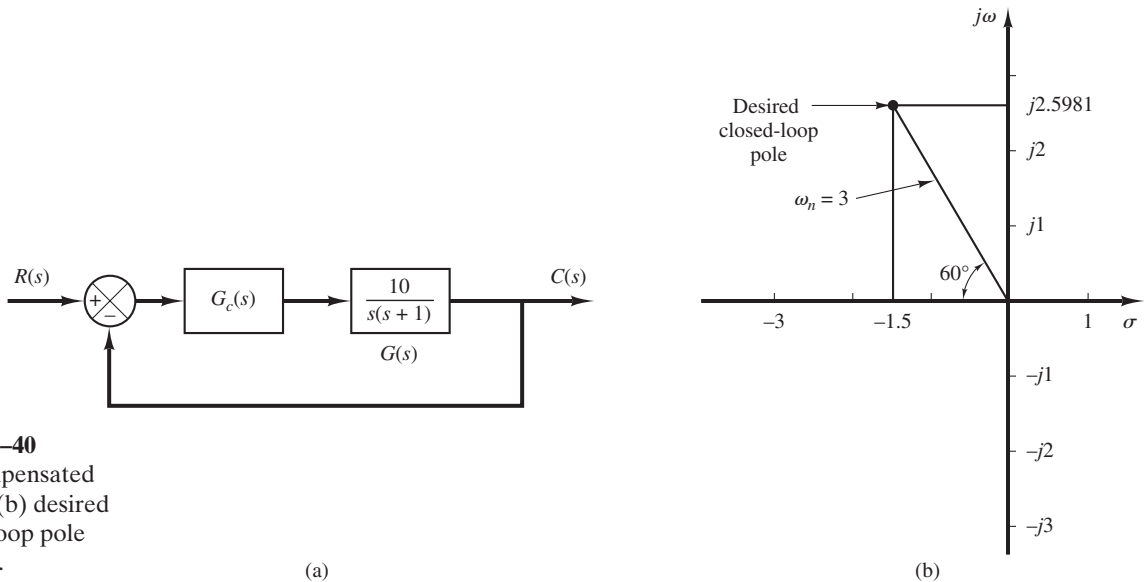 R(s)
+
−
G_c(s)
10
s(s + 1)
G(s)
C(s)
–40
pensated
(b) desired
oop pole
.
(a)
jω
Desired
closed-loop
pole
j2.5981
j2
ω_n = 3
j1
60°
−3
−1.5
1
σ
−j1
−j2
−j3
(b)